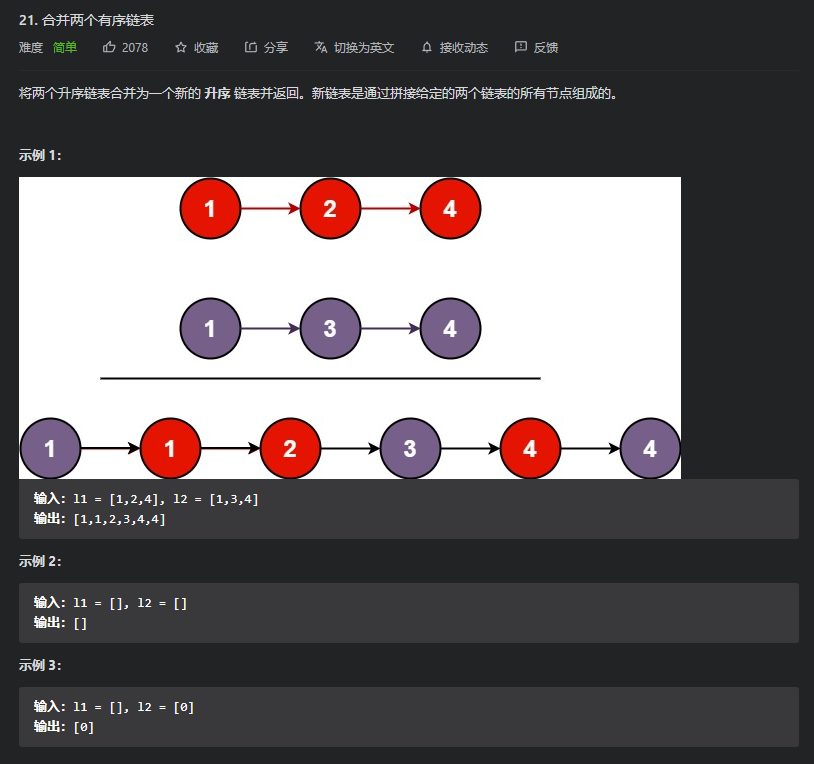 21. 合并两个有序链表
难度 简单 2078 收藏 分享 切换为英文 接收动态 反馈
将两个升序链表合并为一个新的 升序 链表并返回。新链表是通过拼接给定的两个链表的所有节点组成的。
示例 1：
1 2 4
1 3 4
1 1 2 3 4 4
输入：l1 = [1,2,4], l2 = [1,3,4]
输出：[1,1,2,3,4,4]
示例 2：
输入：l1 = [], l2 = []
输出：[]
示例 3：
输入：l1 = [], l2 = [0]
输出：[0]